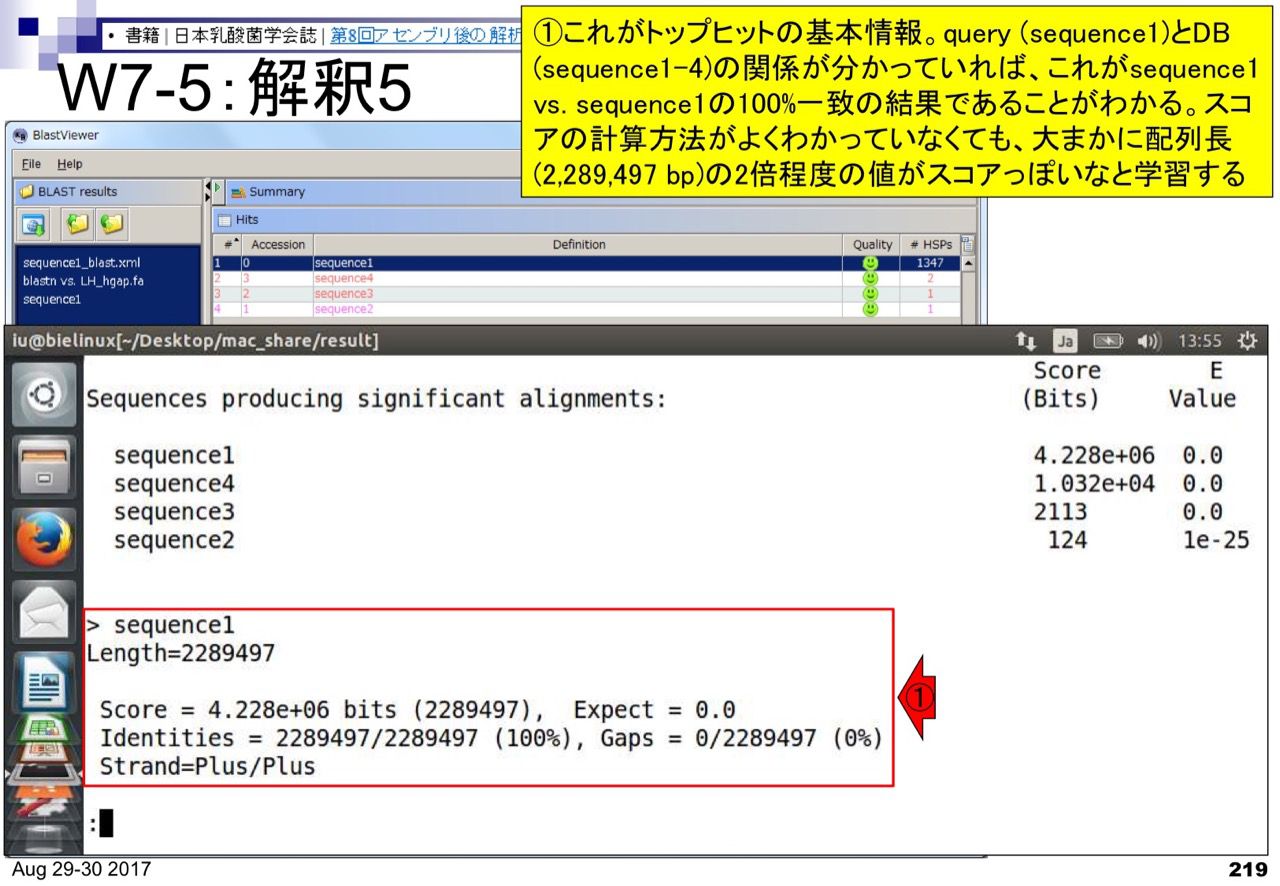 • 書籍 | 日本乳酸菌学会誌 | 第8回アセンブリ後の解析
W7-5：解釈5
①これがトップヒットの基本情報。query (sequence1)とDB
(sequence1-4)の関係が分かっていれば、これがsequence1
vs. sequence1の100%一致の結果であることがわかる。スコ
アの計算方法がよくわかっていなくても、大まかに配列長
(2,289,497 bp)の2倍程度の値がスコアっぽいなと学習する
BlastViewer
File Help
BLAST results
Summary
Hits
# Accession Definition Quality # HSPs
sequence1_blast.xml
blastn vs. LH_hgap.fa
sequence1
1 0 sequence1 1347
2 3 sequence4 2
3 2 sequence3 1
4 1 sequence2 1
iu@bielinux[~/Desktop/mac_share/result] Ja 13:55
Score E
Sequences producing significant alignments: (Bits) Value
sequence1 4.228e+06 0.0
sequence4 1.032e+04 0.0
sequence3 2113 0.0
sequence2 124 1e-25
> sequence1
Length=2289497
Score = 4.228e+06 bits (2289497), Expect = 0.0
Identities = 2289497/2289497 (100%), Gaps = 0/2289497 (0%)
Strand=Plus/Plus
①
:
Aug 29-30 2017
219